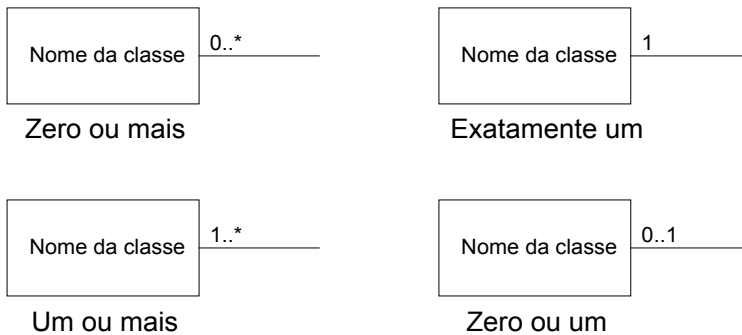 Nome da classe
0..*
Zero ou mais
Nome da classe
1
Exatamente um
Nome da classe
1..*
Um ou mais
Nome da classe
0..1
Zero ou um